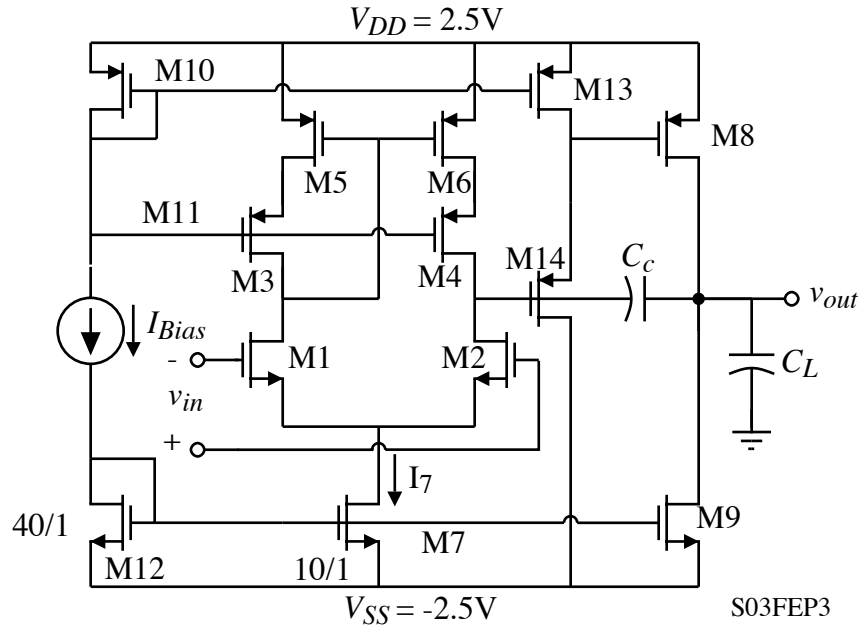 VDD = 2.5V
M10
M13
M8
M5
M6
M11
M14
Cc
M3
M4
vout
IBias
-
M1
M2
CL
vin
+
I7
40/1
M9
M7
M12
10/1
VSS = -2.5V
S03FEP3